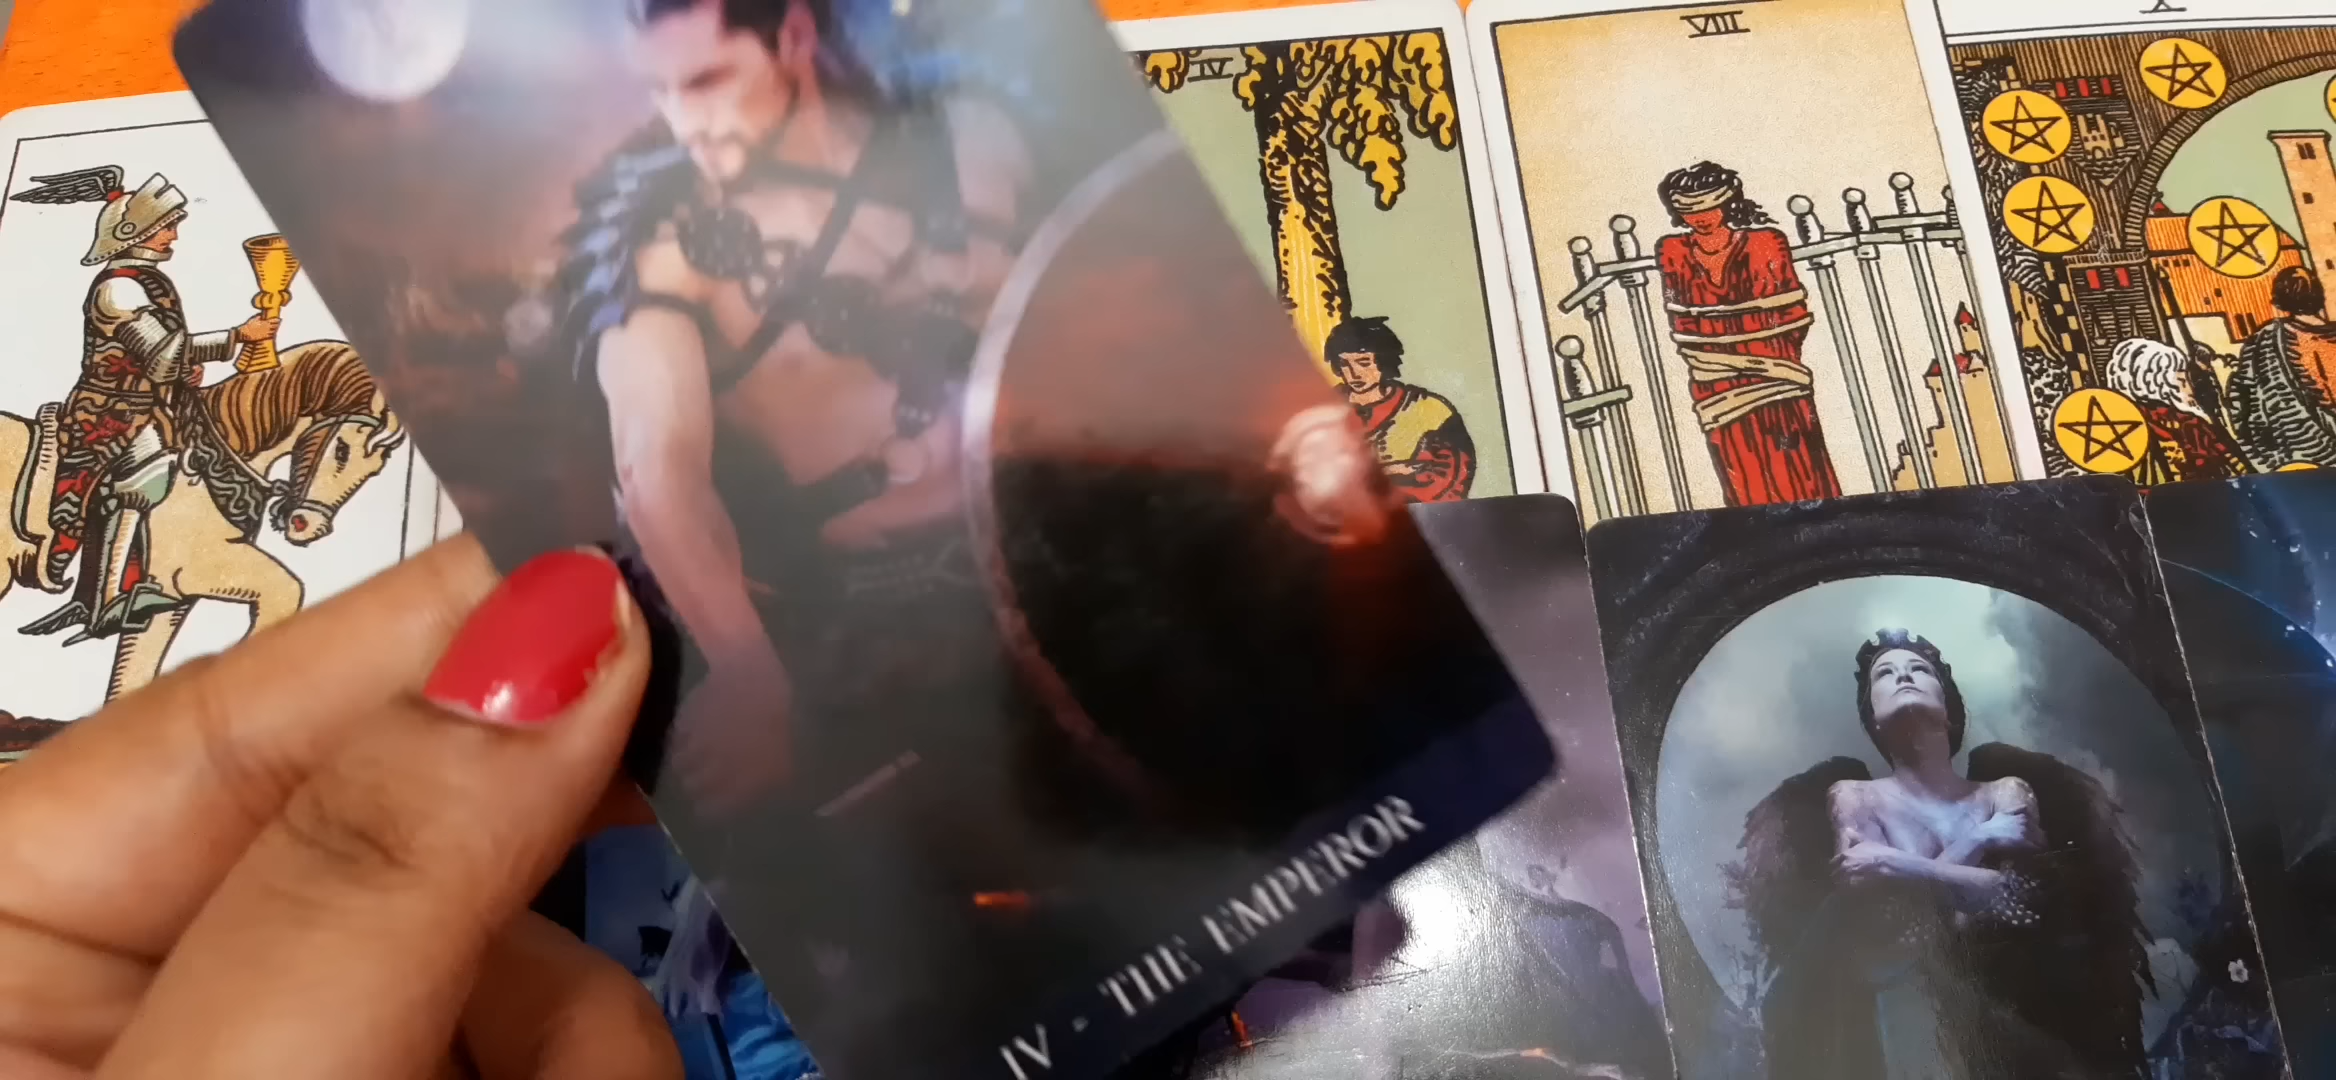 IV
VIII
X
IV - THE EMPEROR